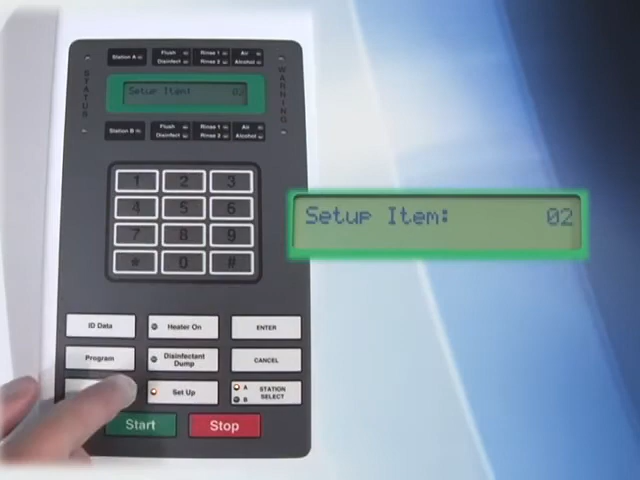 Station A
Flush
Disinfect
Rinse 1
Rinse 2
Air
Alcohol
STATUS
WARNING
Setup Item: 02
Station B
Flush
Disinfect
Rinse 1
Rinse 2
Air
Alcohol
1 2 3
4 5 6
7 8 9
* 0 #
Setup Item: 02
ID Data
Heater On
ENTER
Program
Disinfectant
Dump
CANCEL
Set Up
A
B
STATION
SELECT
Start
Stop